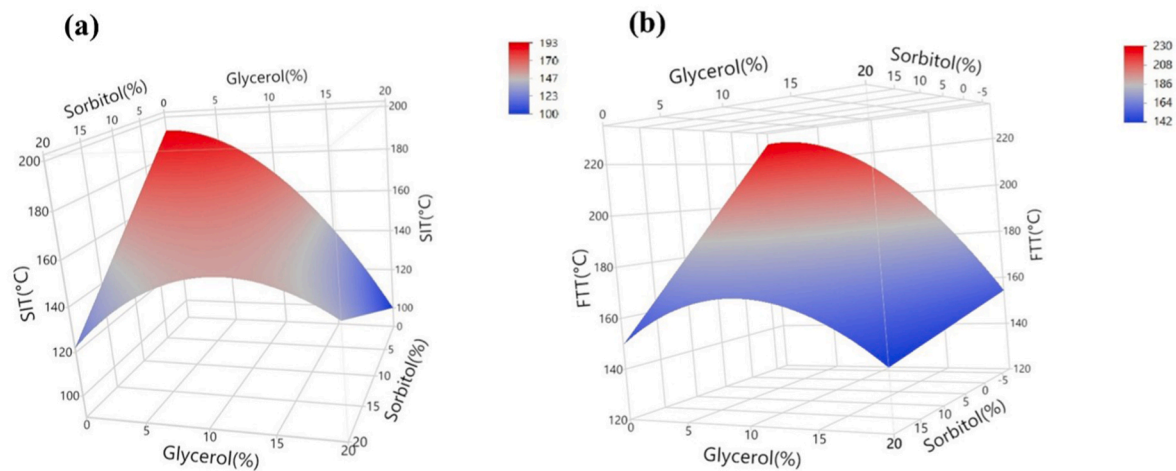 (a)
193
170
147
123
100
Glycerol(%)
Sorbitol(%)
0 5 10 15 20
20 15 10 5
200 180 160 140 120 100
SIT(°C)
200 180 160 140 120 100
SIT(°C)
0 5 10 15 20
Glycerol(%)
0 5 10 15
Sorbitol(%)
(b)
230
208
186
164
142
Glycerol(%)
Sorbitol(%)
0 5 10 15 20
15 10 5 0 -5
220 200 180 160 140 120
FTT(°C)
220 200 180 160 140 120
FTT(°C)
0 5 10 15 20
Glycerol(%)
15 10 5 0 -5
Sorbitol(%)